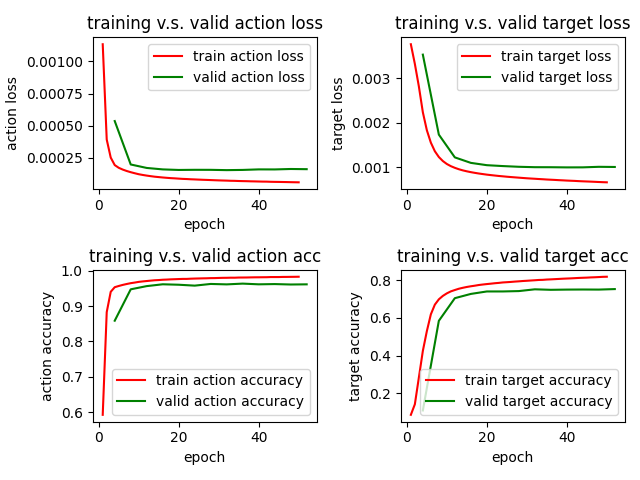 training v.s. valid action loss
0.00100
0.00075
0.00050
0.00025
action loss
train action loss
valid action loss
0 20 40
epoch
training v.s. valid target loss
0.003
0.002
0.001
target loss
train target loss
valid target loss
0 20 40
epoch
training v.s. valid action acc
1.0
0.9
0.8
0.7
0.6
action accuracy
train action accuracy
valid action accuracy
0 20 40
epoch
training v.s. valid target acc
0.8
0.6
0.4
0.2
target accuracy
train target accuracy
valid target accuracy
0 20 40
epoch